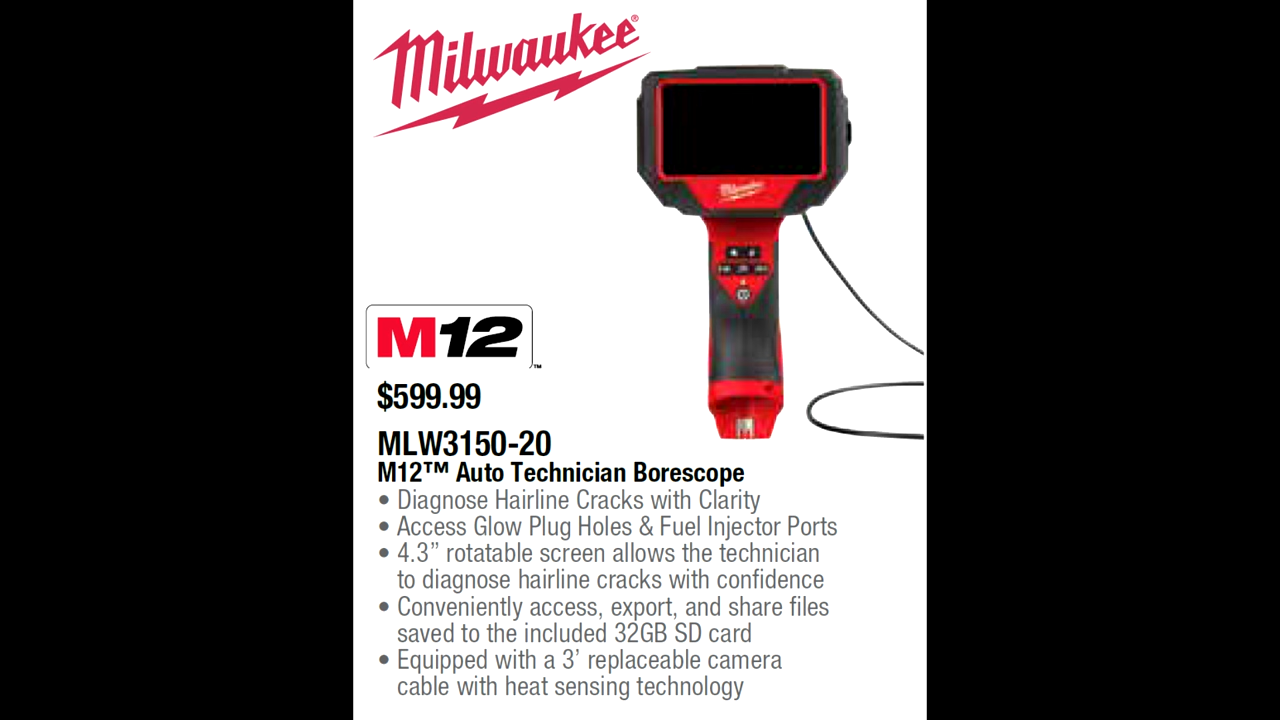 Milwaukee®
Milwaukee
M12™
$599.99
MLW3150-20
M12™ Auto Technician Borescope
• Diagnose Hairline Cracks with Clarity
• Access Glow Plug Holes & Fuel Injector Ports
• 4.3” rotatable screen allows the technician
to diagnose hairline cracks with confidence
• Conveniently access, export, and share files
saved to the included 32GB SD card
• Equipped with a 3’ replaceable camera
cable with heat sensing technology